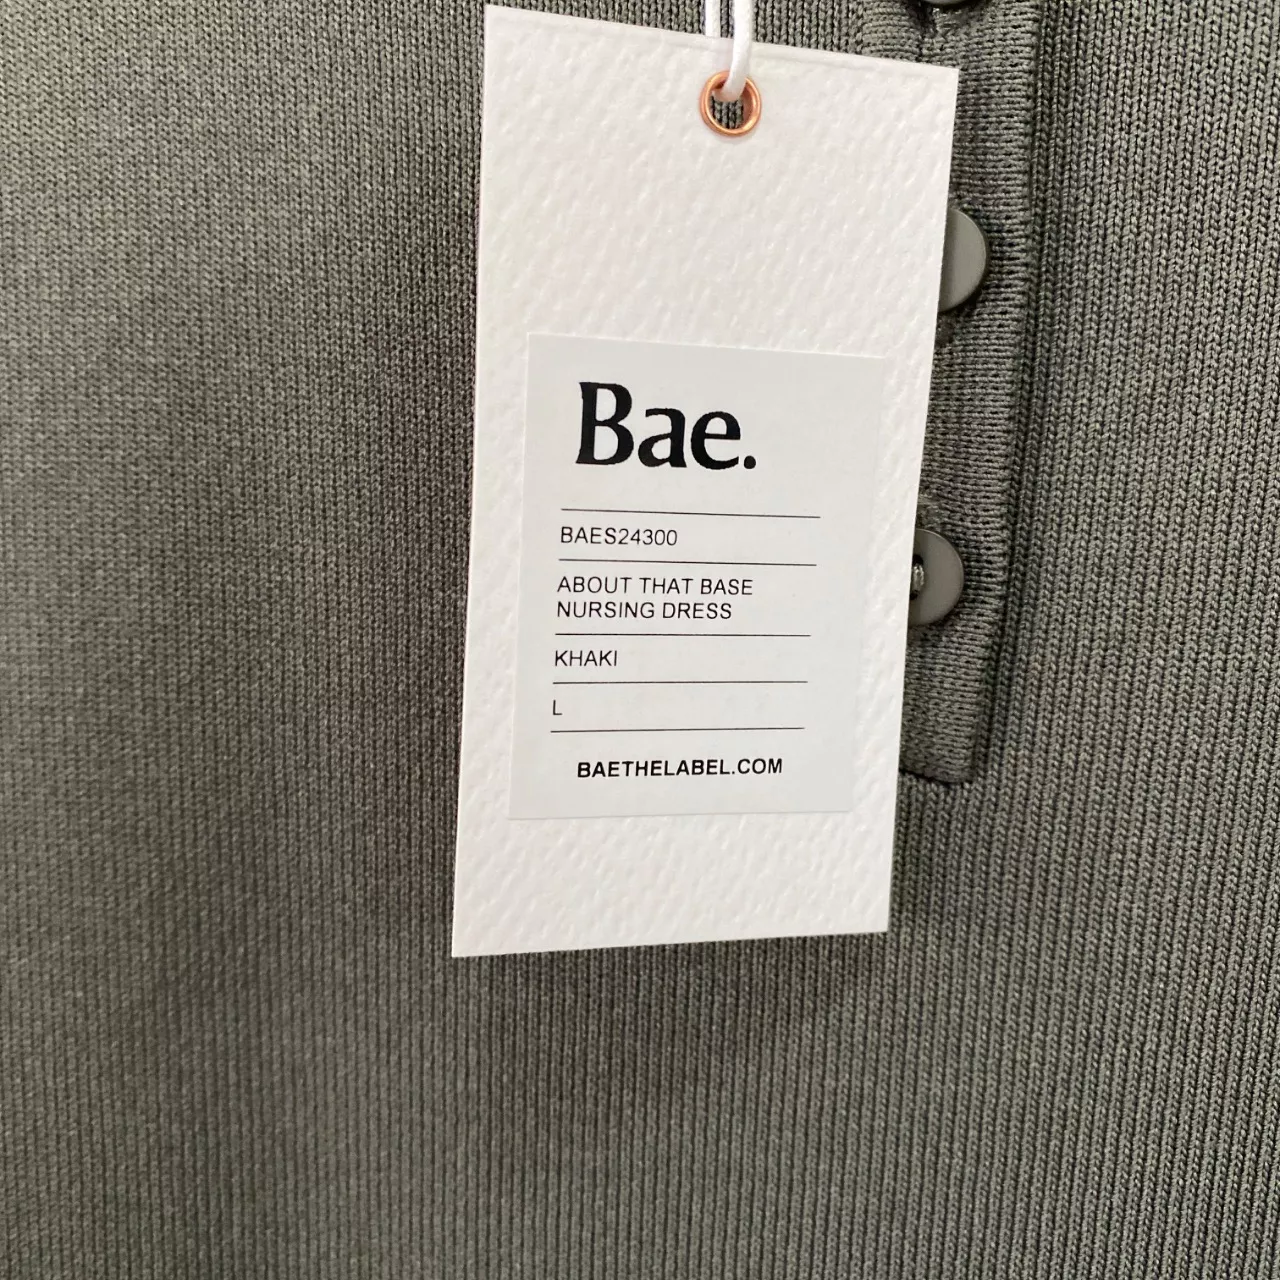 Bae.
BAES24300
ABOUT THAT BASE
NURSING DRESS
KHAKI
L
BAETHELABEL.COM